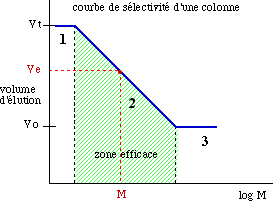 courbe de sélectivité d'une colonne
Vt
1
Ve
volume
d'élution
2
Vo
3
zone efficace
M
log M